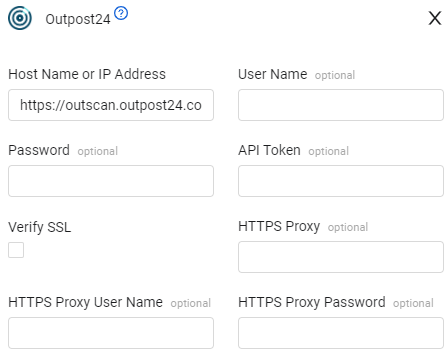 Outpost24 ?
Host Name or IP Address
User Name optional
https://outscan.outpost24.co
Password optional
API Token optional
Verify SSL
HTTPS Proxy optional
HTTPS Proxy User Name optional
HTTPS Proxy Password optional